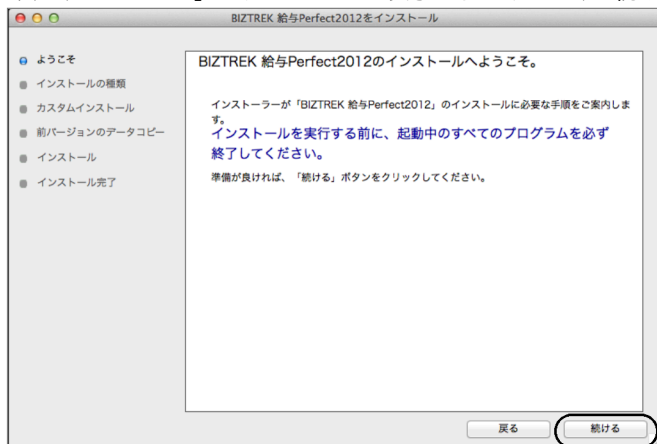 BIZTREK 給与Perfect2012をインストール
ようこそ
インストールの種類
カスタムインストール
前バージョンのデータコピー
インストール
インストール完了
BIZTREK 給与Perfect2012のインストールへようこそ。
インストーラーが「BIZTREK 給与Perfect2012」のインストールに必要な手順をご案内しま
す。
インストールを実行する前に、起動中のすべてのプログラムを必ず
終了してください。
準備が良ければ、「続ける」ボタンをクリックしてください。
戻る
続ける